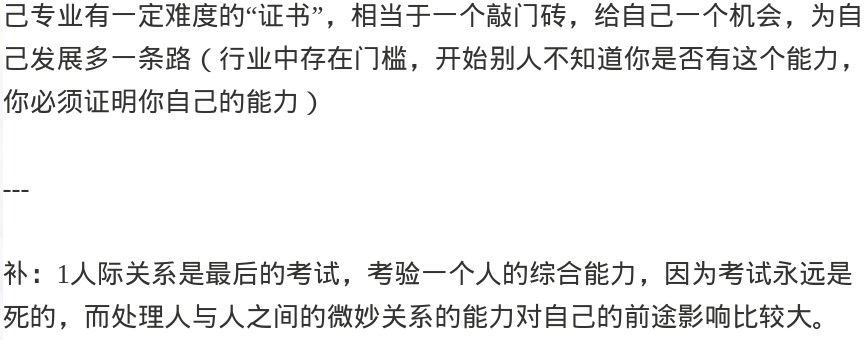 己专业有一定难度的“证书”，相当于一个敲门砖，给自己一个机会，为自
己发展多一条路（行业中存在门槛，开始别人不知道你是否有这个能力，
你必须证明你自己的能力）
---
补：1人际关系是最后的考试，考验一个人的综合能力，因为考试永远是
死的，而处理人与人之间的微妙关系的能力对自己的前途影响比较大。